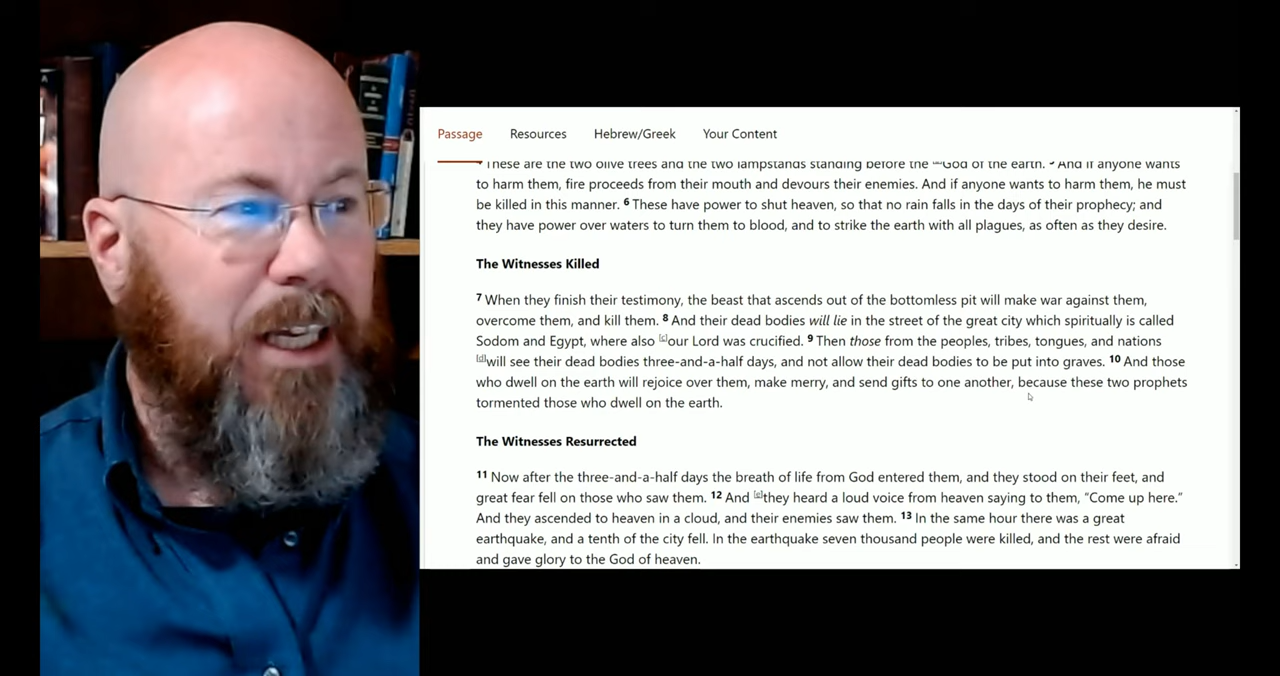 Passage Resources Hebrew/Greek Your Content
4 These are the two olive trees and the two lampstands standing before the God of the earth. 5 And if anyone wants
to harm them, fire proceeds from their mouth and devours their enemies. And if anyone wants to harm them, he must
be killed in this manner. 6 These have power to shut heaven, so that no rain falls in the days of their prophecy; and
they have power over waters to turn them to blood, and to strike the earth with all plagues, as often as they desire.
The Witnesses Killed
7 When they finish their testimony, the beast that ascends out of the bottomless pit will make war against them,
overcome them, and kill them. 8 And their dead bodies will lie in the street of the great city which spiritually is called
Sodom and Egypt, where also [c]our Lord was crucified. 9 Then those from the peoples, tribes, tongues, and nations
[d]will see their dead bodies three-and-a-half days, and not allow their dead bodies to be put into graves. 10 And those
who dwell on the earth will rejoice over them, make merry, and send gifts to one another, because these two prophets
tormented those who dwell on the earth.
The Witnesses Resurrected
11 Now after the three-and-a-half days the breath of life from God entered them, and they stood on their feet, and
great fear fell on those who saw them. 12 And [e]they heard a loud voice from heaven saying to them, "Come up here."
And they ascended to heaven in a cloud, and their enemies saw them. 13 In the same hour there was a great
earthquake, and a tenth of the city fell. In the earthquake seven thousand people were killed, and the rest were afraid
and gave glory to the God of heaven.